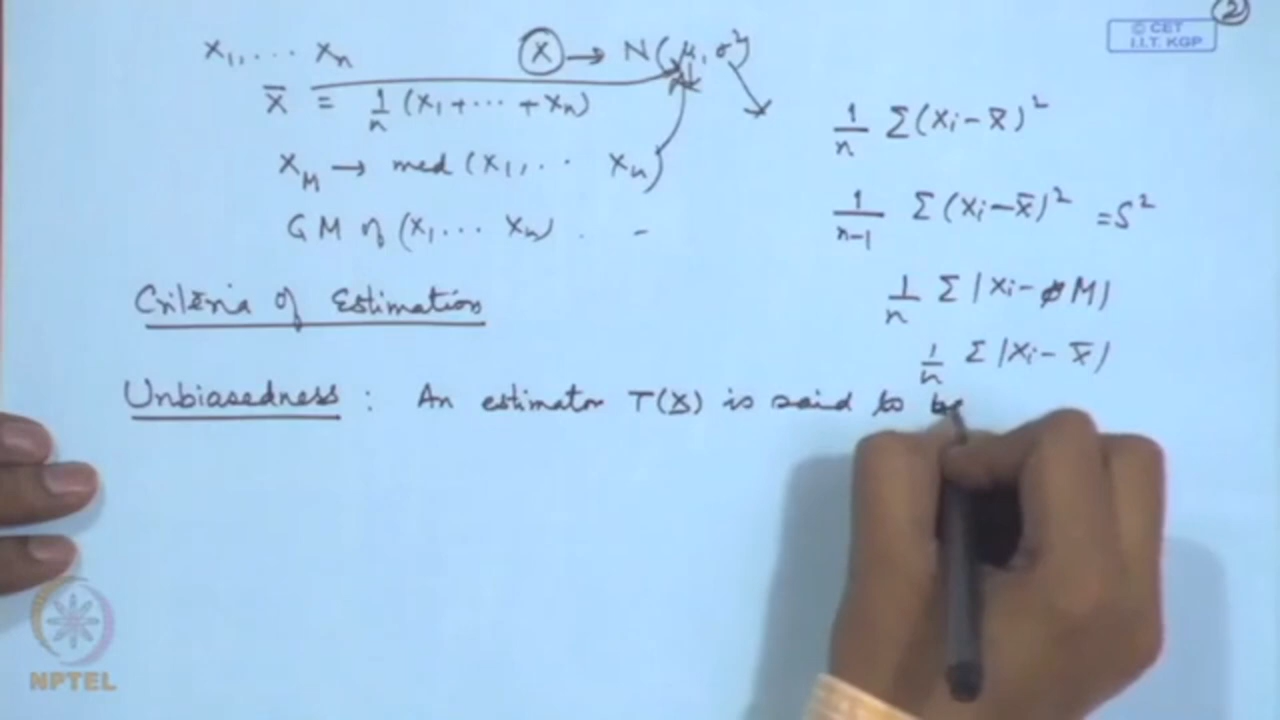 2
© CET
I.I.T. KGP
X₁, ... Xₙ   X → N(μ, σ²)
X̄ = 1/n (X₁ + ... + Xₙ)
X_M → med (X₁, .. Xₙ)
GM of (X₁ ... Xₙ) . -
1/n Σ(Xi - X̄)²
1/n-1 Σ(Xi - X̄)² = S²
1/n Σ |Xi - M|
1/n Σ |Xi - X̄|
Criteria of Estimation
Unbiasedness : An estimator T(X) is said to be
NPTEL